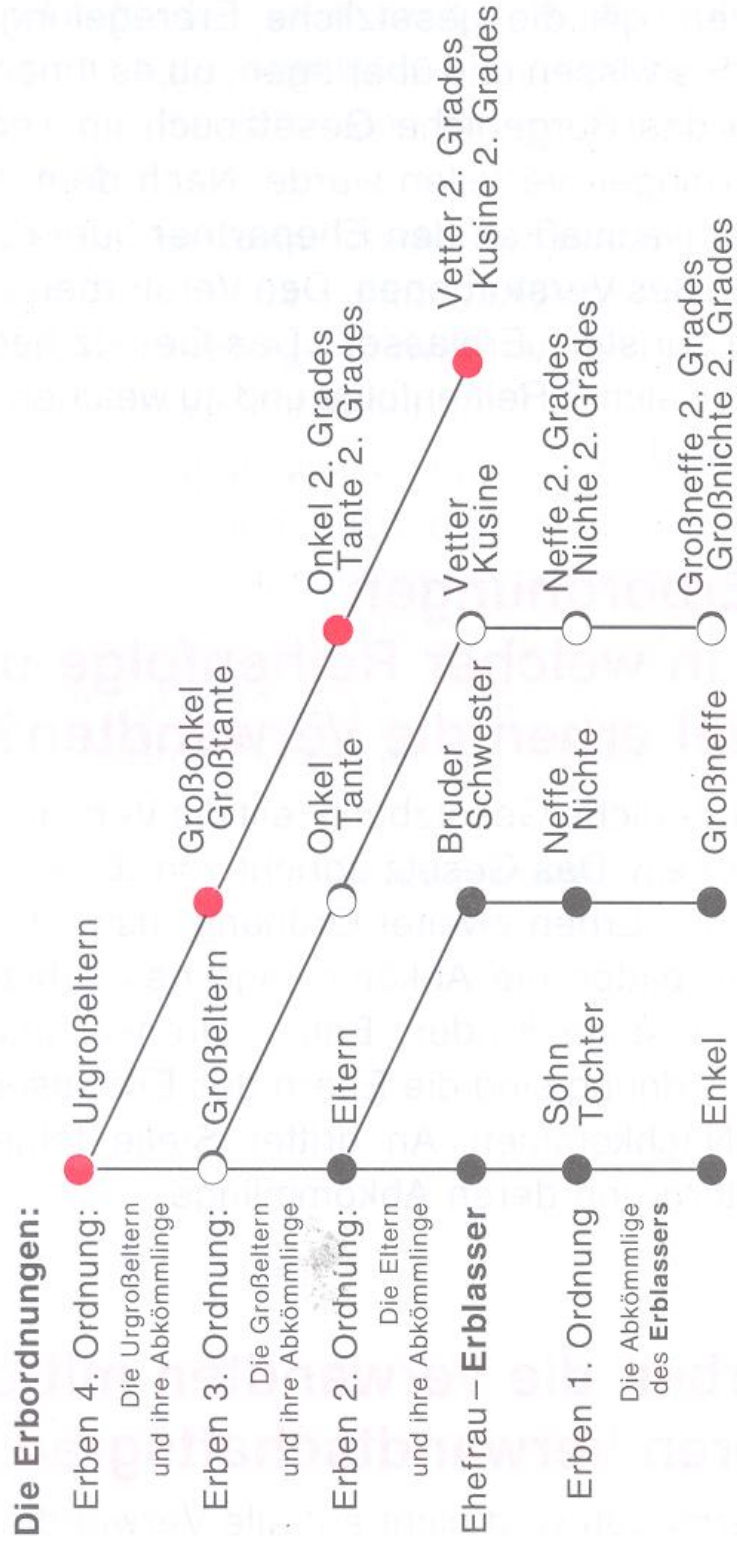 Die Erbordnungen:
Erben 4. Ordnung:
Die Urgroßeltern
und ihre Abkömmlinge
Urgroßeltern
Großonkel
Großtante
Onkel 2. Grades
Tante 2. Grades
Vetter 2. Grades
Kusine 2. Grades
Erben 3. Ordnung:
Die Großeltern
und ihre Abkömmlinge
Großeltern
Onkel
Tante
Vetter
Kusine
Neffe 2. Grades
Nichte 2. Grades
Großneffe 2. Grades
Großnichte 2. Grades
Erben 2. Ordnung:
Die Eltern
und ihre Abkömmlinge
Eltern
Bruder
Schwester
Neffe
Nichte
Großneffe
Ehefrau – Erblasser
Erben : Ordnung
Die Abkömmlige
des Erblassers
Sohn
Tochter
Enkel